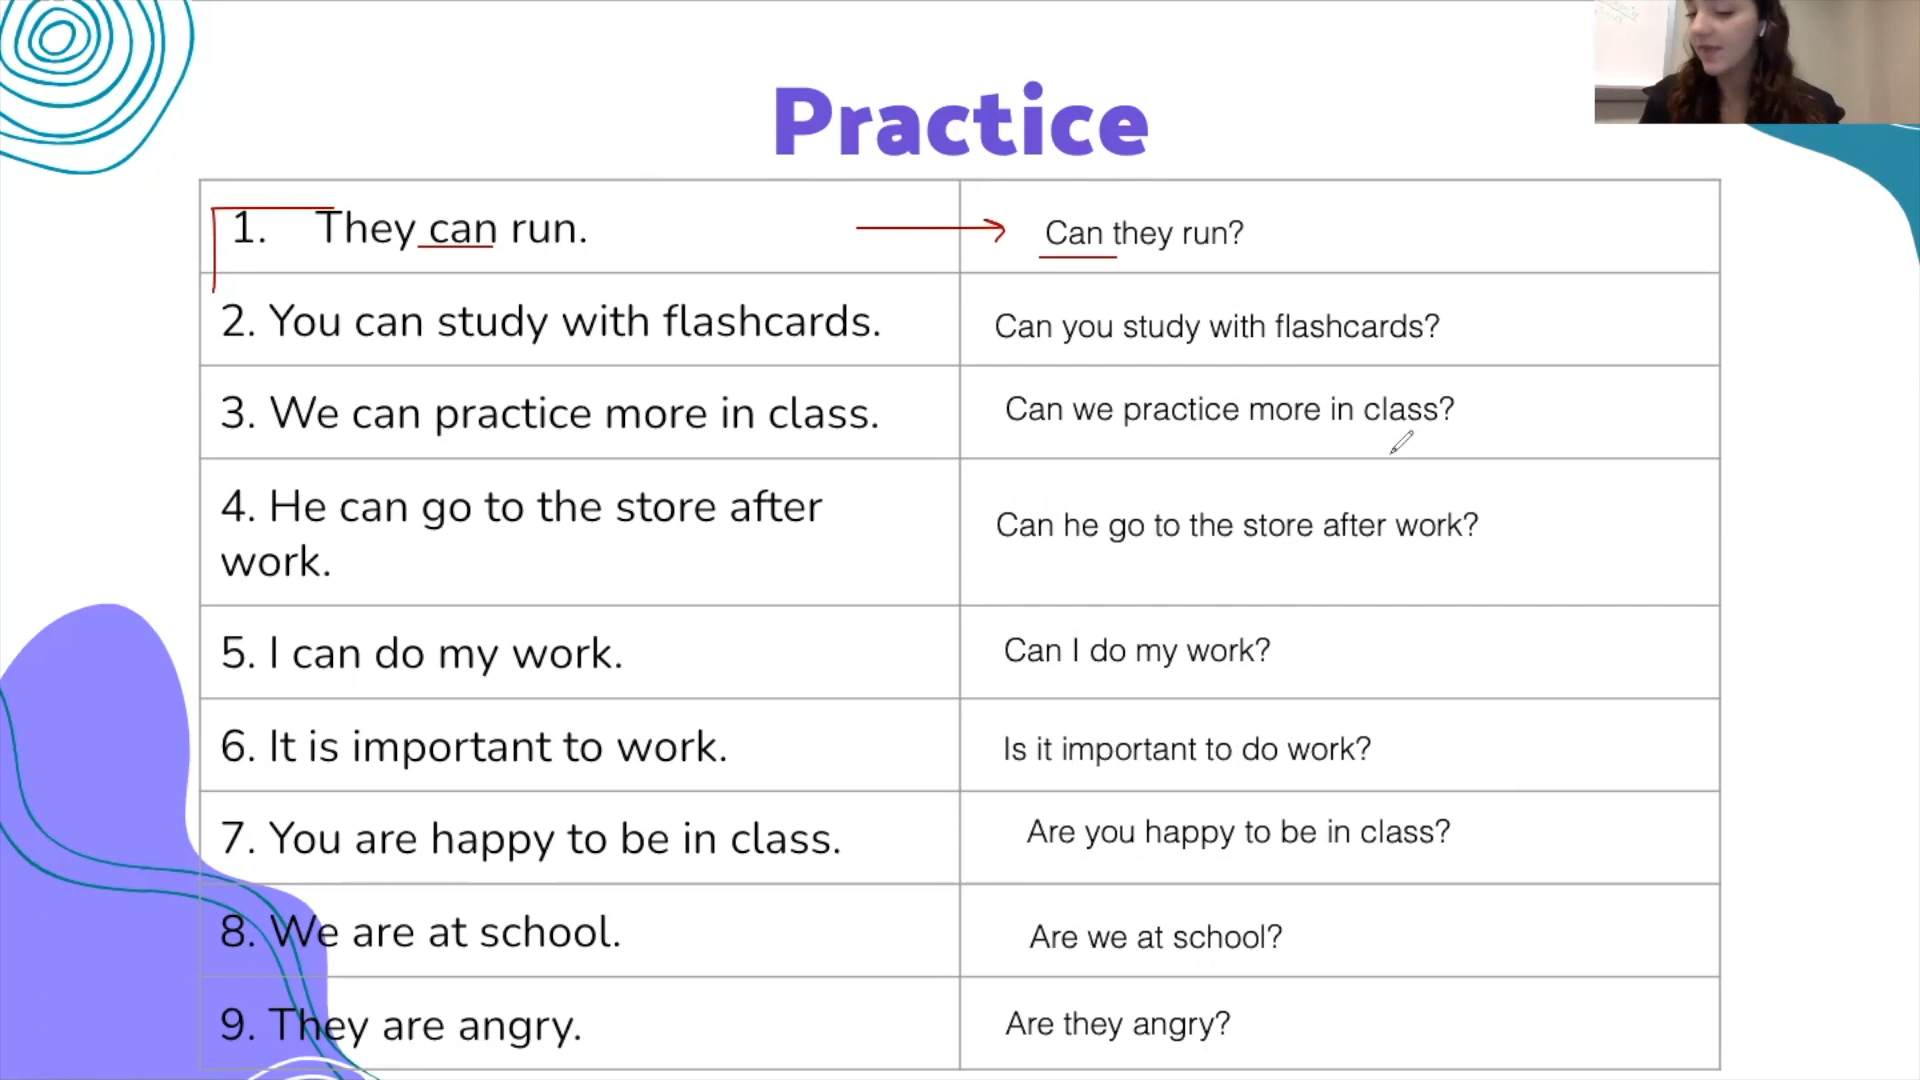 Practice
1. They can run.
Can they run?
2. You can study with flashcards.
Can you study with flashcards?
3. We can practice more in class.
Can we practice more in class?
4. He can go to the store after
work.
Can he go to the store after work?
5. I can do my work.
Can I do my work?
6. It is important to work.
Is it important to do work?
7. You are happy to be in class.
Are you happy to be in class?
8. We are at school.
Are we at school?
9. They are angry.
Are they angry?